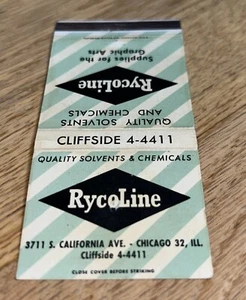 Supplies for the
Graphic Arts
RycoLine
QUALITY SOLVENTS
AND CHEMICALS
CLIFFSIDE 4-4411
QUALITY SOLVENTS & CHEMICALS
RycoLine
3711 S. CALIFORNIA AVE. - CHICAGO 32, ILL.
Cliffside 4-4411
CLOSE COVER BEFORE STRIKING